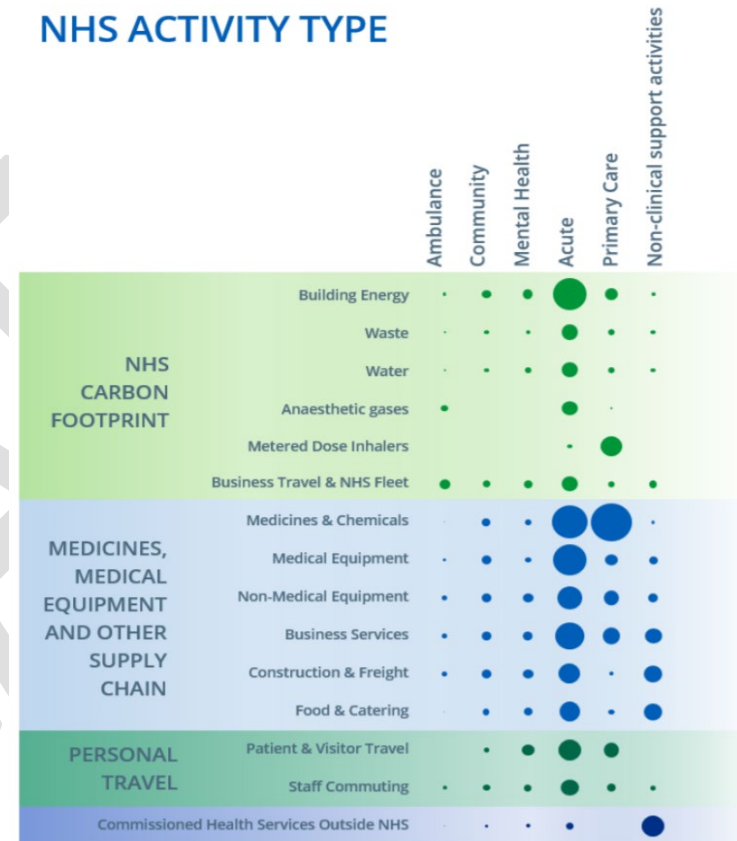 NHS ACTIVITY TYPE
Ambulance
Community
Mental Health
Acute
Primary Care
Non-clinical support activities
NHS
CARBON
FOOTPRINT
Building Energy
Waste
Water
Anaesthetic gases
Metered Dose Inhalers
Business Travel & NHS Fleet
MEDICINES,
MEDICAL
EQUIPMENT
AND OTHER
SUPPLY
CHAIN
Medicines & Chemicals
Medical Equipment
Non-Medical Equipment
Business Services
Construction & Freight
Food & Catering
PERSONAL
TRAVEL
Patient & Visitor Travel
Staff Commuting
Commissioned Health Services Outside NHS